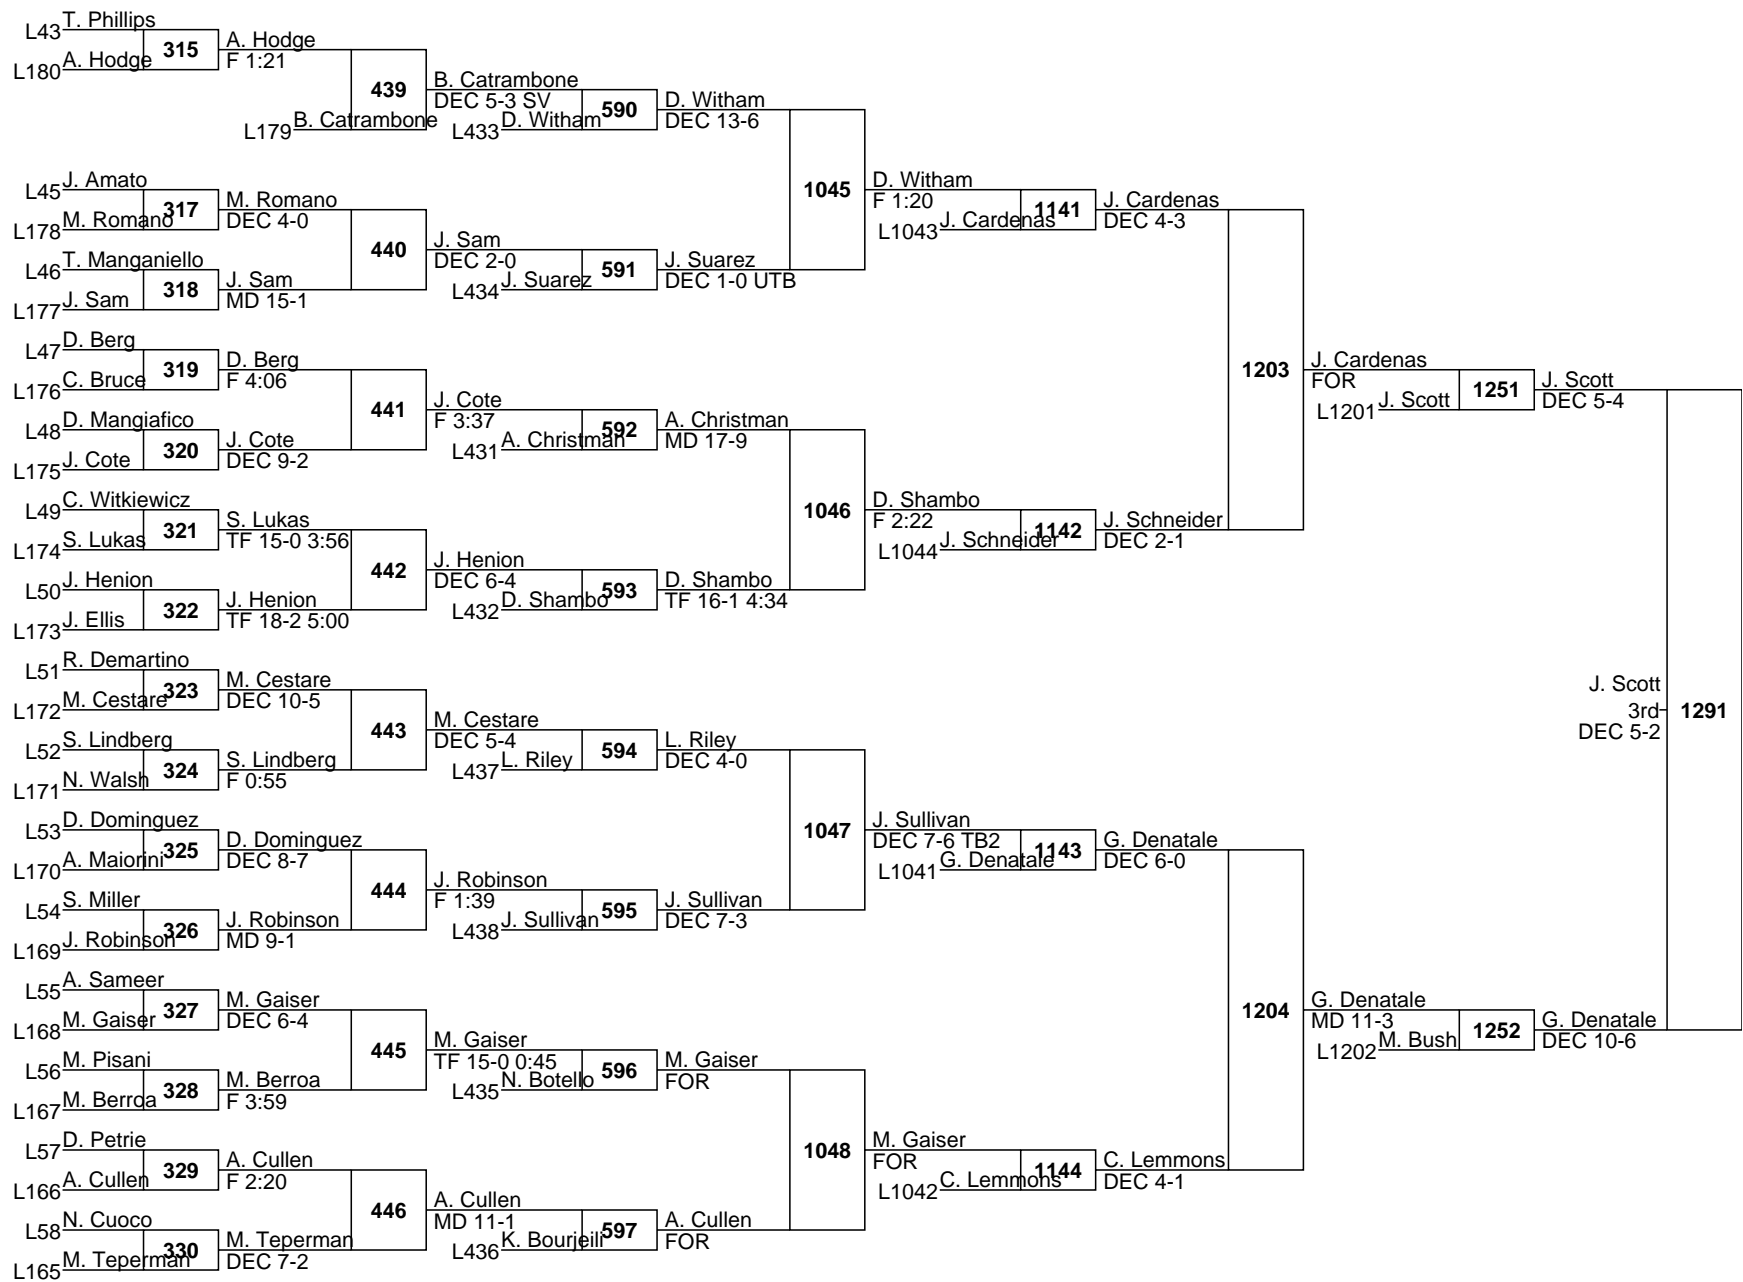 T. Phillips
L43
315
A. Hodge
F 1:21
A. Hodge
L180
439
B. Catrambone
DEC 5-3 SV
B. Catrambone
L179
590
D. Witham
DEC 13-6
D. Witham
L433
J. Amato
L45
317
M. Romano
DEC 4-0
M. Romano
L178
1045
D. Witham
F 1:20
1141
J. Cardenas
DEC 4-3
J. Cardenas
L1043
440
J. Sam
DEC 2-0
591
J. Suarez
DEC 1-0 UTB
J. Suarez
L434
T. Manganiello
L46
318
J. Sam
MD 15-1
J. Sam
L177
D. Berg
L47
319
D. Berg
F 4:06
C. Bruce
L176
1203
J. Cardenas
FOR
1251
J. Scott
DEC 5-4
J. Scott
L1201
441
J. Cote
F 3:37
592
A. Christman
MD 17-9
A. Christman
L431
D. Mangiafico
L48
320
J. Cote
DEC 9-2
J. Cote
L175
C. Witkiewicz
L49
321
S. Lukas
TF 15-0 3:56
S. Lukas
L174
1046
D. Shambo
F 2:22
1142
J. Schneider
DEC 2-1
J. Schneider
L1044
442
J. Henion
DEC 6-4
593
D. Shambo
TF 16-1 4:34
D. Shambo
L432
J. Henion
L50
322
J. Henion
TF 18-2 5:00
J. Ellis
L173
R. Demartino
L51
323
M. Cestare
DEC 10-5
M. Cestare
L172
J. Scott
3rd
DEC 5-2
1291
443
M. Cestare
DEC 5-4
594
L. Riley
DEC 4-0
L. Riley
L437
S. Lindberg
L52
324
S. Lindberg
F 0:55
N. Walsh
L171
D. Dominguez
L53
325
D. Dominguez
DEC 8-7
A. Maiorini
L170
1047
J. Sullivan
DEC 7-6 TB2
1143
G. Denatale
DEC 6-0
G. Denatale
L1041
444
J. Robinson
F 1:39
595
J. Sullivan
DEC 7-3
J. Sullivan
L438
S. Miller
L54
326
J. Robinson
MD 9-1
J. Robinson
L169
A. Sameer
L55
327
M. Gaiser
DEC 6-4
M. Gaiser
L168
1204
G. Denatale
MD 11-3
1252
G. Denatale
DEC 10-6
M. Bush
L1202
445
M. Gaiser
TF 15-0 0:45
596
M. Gaiser
FOR
N. Botello
L435
M. Pisani
L56
328
M. Berroa
F 3:59
M. Berroa
L167
D. Petrie
L57
329
A. Cullen
F 2:20
A. Cullen
L166
1048
M. Gaiser
FOR
1144
C. Lemmons
DEC 4-1
C. Lemmons
L1042
446
A. Cullen
MD 11-1
597
A. Cullen
FOR
K. Bourjeili
L436
N. Cuoco
L58
330
M. Teperman
DEC 7-2
M. Teperman
L165